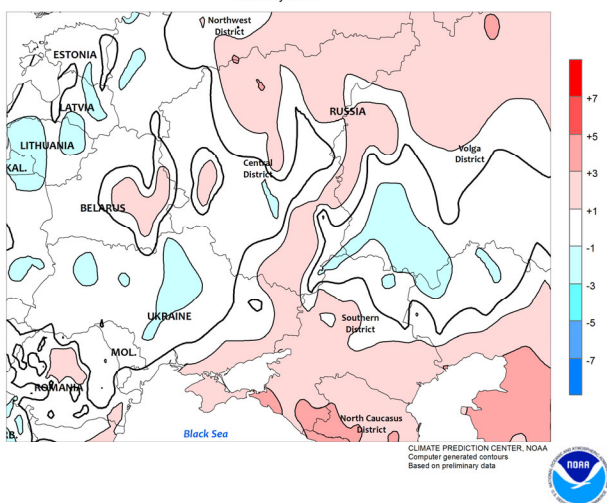 Northwest
District
ESTONIA
LATVIA
RUSSIA
LITHUANIA
KAL.
Central
District
Volga
District
BELARUS
UKRAINE
Southern
District
MOL.
ROMANIA
North Caucasus
District
B.
Black Sea
+7
+5
+3
+1
-1
-3
-5
-7
CLIMATE PREDICTION CENTER, NOAA
Computer generated contours
Based on preliminary data
NOAA